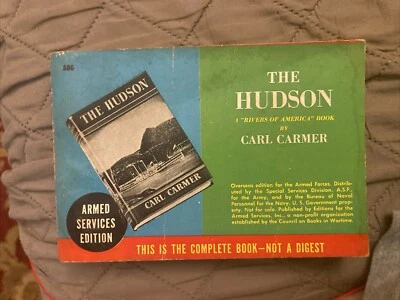 586
THE HUDSON
CARL CARMER
ARMED
SERVICES
EDITION
THE
HUDSON
A "RIVERS OF AMERICA" BOOK
BY
CARL CARMER
Overseas edition for the Armed Forces. Distrib-
uted by the Special Services Division, A.S.F.,
for the Army, and by the Bureau of Naval
Personnel for the Navy. U. S. Government prop-
erty. Not for sale. Published by Editions for the
Armed Services, Inc., a non-profit organization
established by the Council on Books in Wartime.
THIS IS THE COMPLETE BOOK—NOT A DIGEST